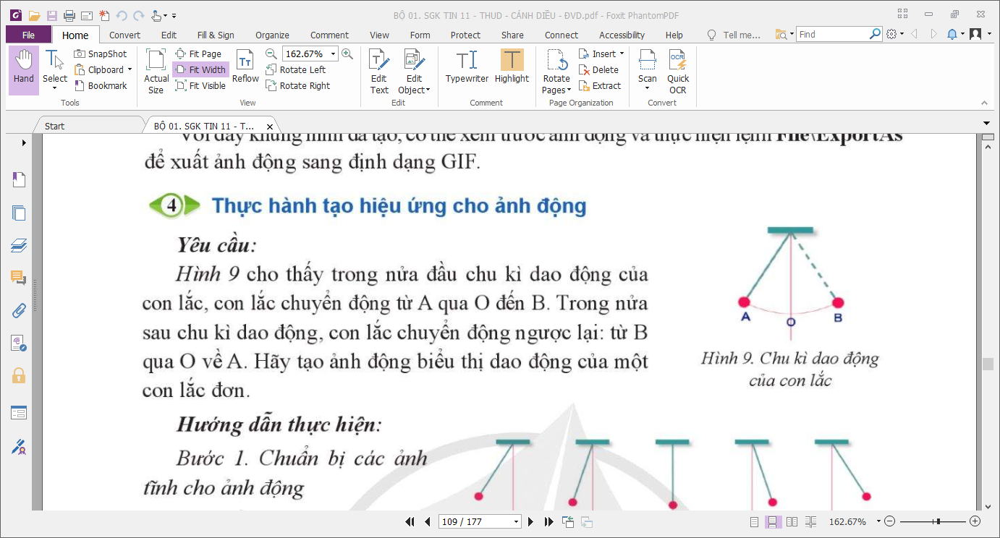 BỘ 01. SGK TIN 11 - THUD - CÁNH DIỀU - ĐVD.pdf - Foxit PhantomPDF
File Home Convert Edit Fill & Sign Organize Comment View Form Protect Share Connect Accessibility Help Tell me... Find
Hand
Select
SnapShot
Clipboard
Bookmark
Tools
Actual Size
Fit Page
Fit Width
Fit Visible
Reflow
162.67%
Rotate Left
Rotate Right
View
Edit Text
Edit Object
Edit
Typewriter
Highlight
Comment
Rotate Pages
Insert
Delete
Extract
Page Organization
Scan
OCR
Quick OCR
Convert
Start
BỘ 01. SGK TIN 11 - T...
Với dãy khung hình đã tạo, có thể xem trước ảnh động và thực hiện lệnh File\ExportAs
để xuất ảnh động sang định dạng GIF.
4 Thực hành tạo hiệu ứng cho ảnh động
Yêu cầu:
Hình 9 cho thấy trong nửa đầu chu kì dao động của
con lắc, con lắc chuyển động từ A qua O đến B. Trong nửa
sau chu kì dao động, con lắc chuyển động ngược lại: từ B
qua O về A. Hãy tạo ảnh động biểu thị dao động của một
con lắc đơn.
A O B
Hình 9. Chu kì dao động
của con lắc
Hướng dẫn thực hiện:
Bước 1. Chuẩn bị các ảnh
tĩnh cho ảnh động
109 / 177
162.67%